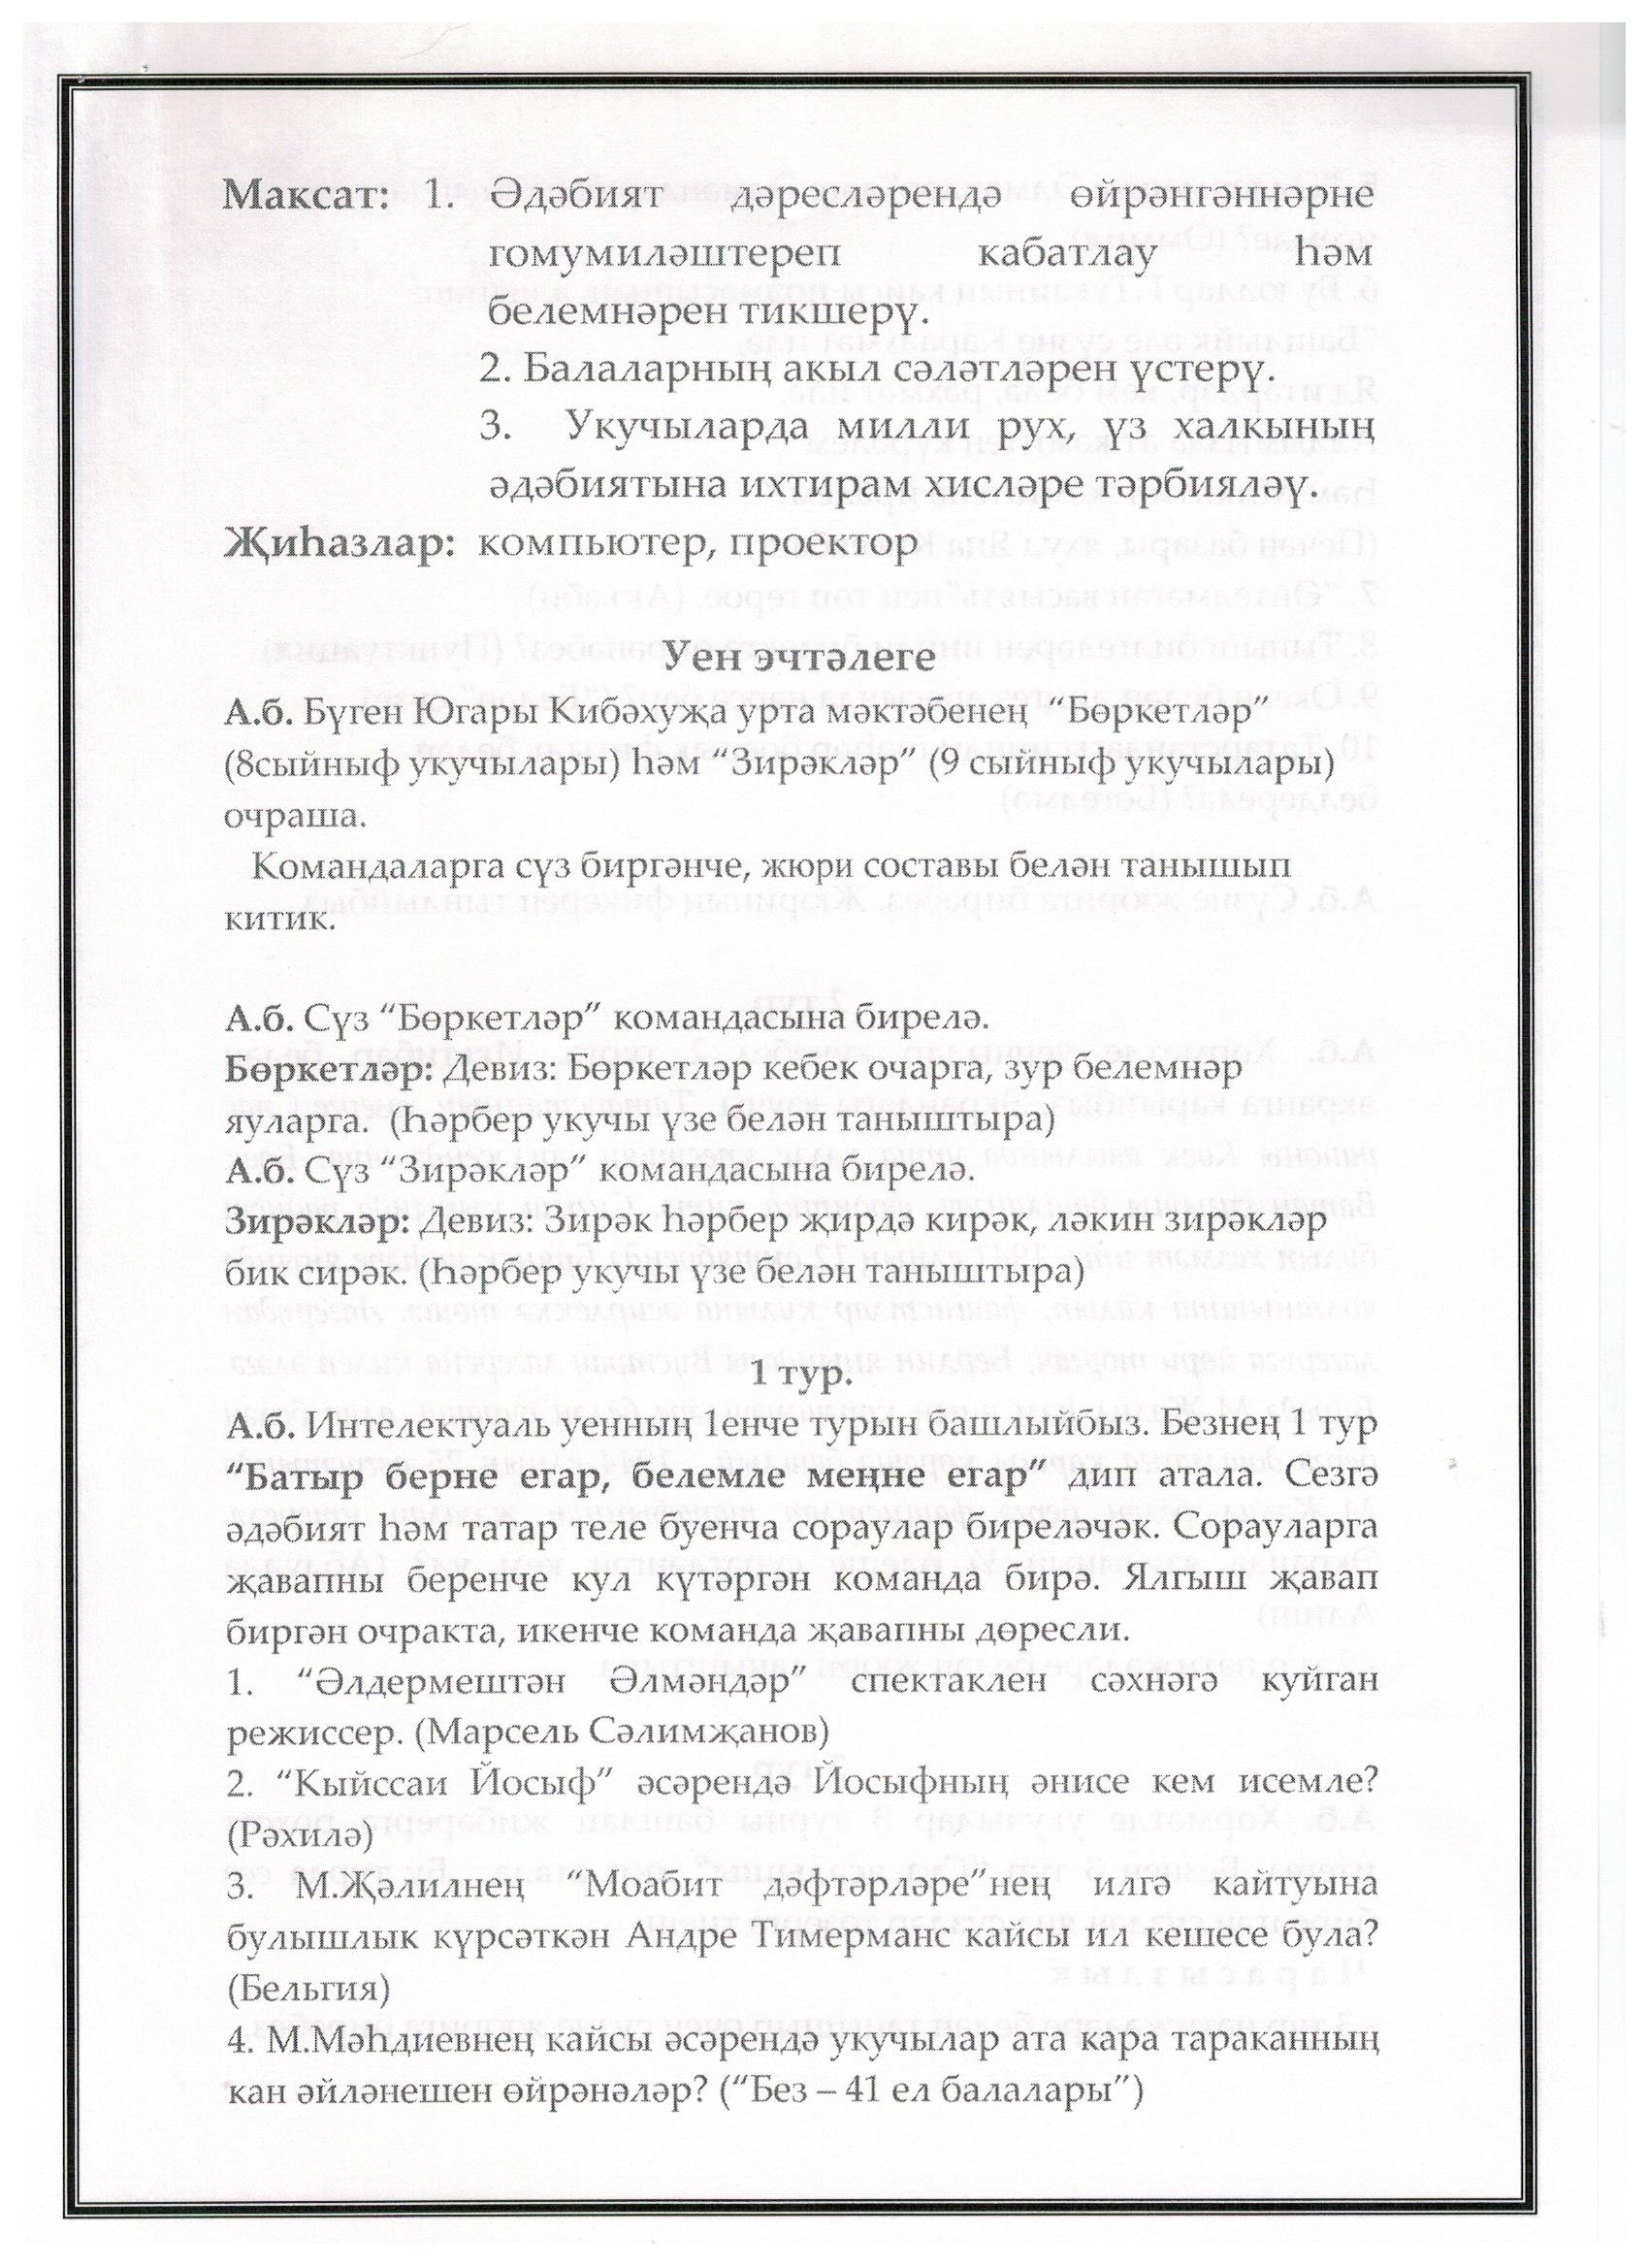 Максат: 1. Әдәбият дәресләрендә өйрәнгәннәрне
гомумиләштереп кабатлау һәм
белемнәрен тикшерү.
2. Балаларның акыл сәләтләрен үстерү.
3. Укучыларда милли рух, үз халкының
әдәбиятына ихтирам хисләре тәрбияләү.
Җиһазлар: компьютер, проектор
Уен эчтәлеге
А.б. Бүген Югары Кибәхуҗа урта мәктәбенең “Бөркетләр”
(8сыйныф укучылары) һәм “Зирәкләр” (9 сыйныф укучылары)
очраша.
Командаларга сүз биргәнче, жюри составы белән танышып
китик.
А.б. Сүз “Бөркетләр” командасына бирелә.
Бөркетләр: Девиз: Бөркетләр кебек очарга, зур белемнәр
яуларга. (Һәрбер укучы үзе белән таныштыра)
А.б. Сүз “Зирәкләр” командасына бирелә.
Зирәкләр: Девиз: Зирәк һәрбер җирдә кирәк, ләкин зирәкләр
бик сирәк. (Һәрбер укучы үзе белән таныштыра)
1 тур.
А.б. Интелектуаль уенның 1енче турын башлыйбыз. Безнең 1 тур
“Батыр берне егар, белемле меңне егар” дип атала. Сезгә
әдәбият һәм татар теле буенча сораулар биреләчәк. Сорауларга
җавапны беренче кул күтәргән команда бирә. Ялгыш җавап
биргән очракта, икенче команда җавапны дөресли.
1. “Әлдермештән Әлмәндәр” спектаклен сәхнәгә куйган
режиссер. (Марсель Сәлимҗанов)
2. “Кыйссаи Йосыф” әсәрендә Йосыфның әнисе кем исемле?
(Рәхилә)
3. М.Җәлилнең “Моабит дәфтәрләре”нең илгә кайтуына
булышлык күрсәткән Андре Тимерманс кайсы ил кешесе була?
(Бельгия)
4. М.Мәһдиевнең кайсы әсәрендә укучылар ата кара тараканның
кан әйләнешен өйрәнәләр? (“Без – 41 ел балалары”)